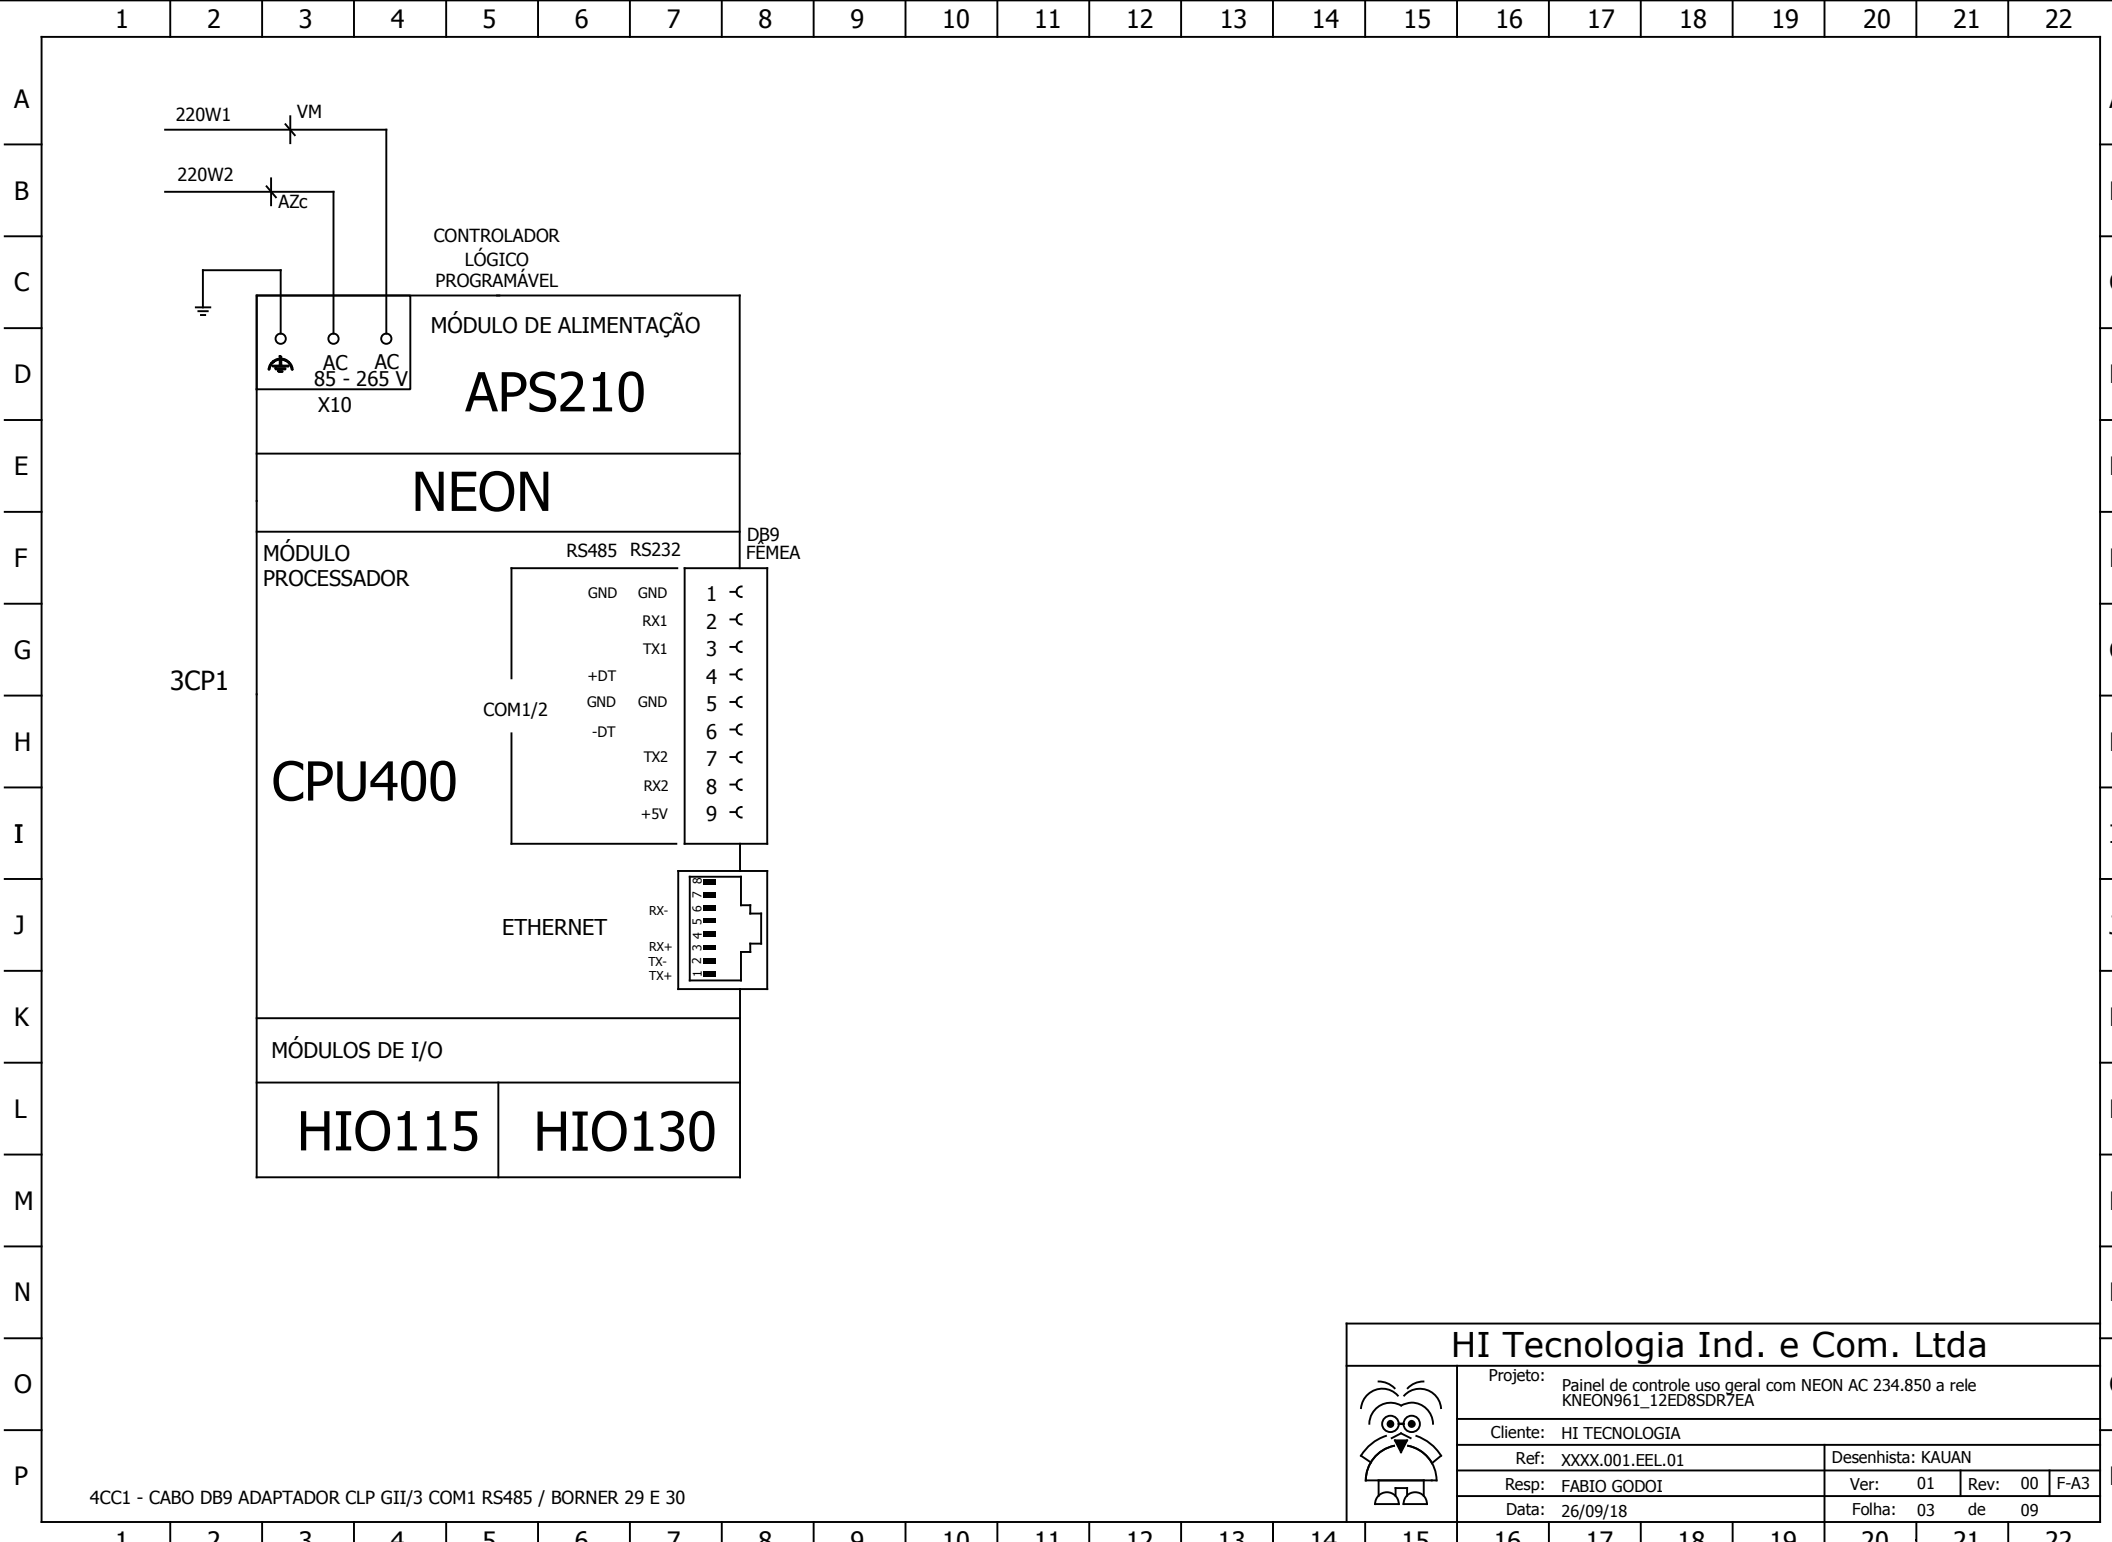 1 2 3 4 5 6 7 8 9 10 11 12 13 14 15 16 17 18 19 20 21 22
A
220W1 VM
B
220W2
AZc
C
CONTROLADOR
LÓGICO
PROGRAMÁVEL
MÓDULO DE ALIMENTAÇÃO
D
AC AC
85 - 265 V
X10
APS210
E
NEON
F
MÓDULO
PROCESSADOR
RS485 RS232
DB9
FÊMEA
GND GND 1
RX1 2
G
TX1 3
3CP1
+DT 4
COM1/2
GND GND 5
H
-DT 6
TX2 7
CPU400
RX2 8
I
+5V 9
J
ETHERNET
RX-
RX+
TX-
TX+
8
7
6
5
4
3
2
1
K
MÓDULOS DE I/O
L
HIO115 HIO130
M
N
O
P
HI Tecnologia Ind. e Com. Ltda
Projeto: Painel de controle uso geral com NEON AC 234.850 a rele
KNEON961_12ED8SDR7EA
Cliente: HI TECNOLOGIA
Ref: XXXX.001.EEL.01 Desenhista: KAUAN
Resp: FABIO GODOI Ver: 01 Rev: 00 F-A3
Data: 26/09/18 Folha: 03 de 09
4CC1 - CABO DB9 ADAPTADOR CLP GII/3 COM1 RS485 / BORNER 29 E 30
1 2 3 4 5 6 7 8 9 10 11 12 13 14 15 16 17 18 19 20 21 22